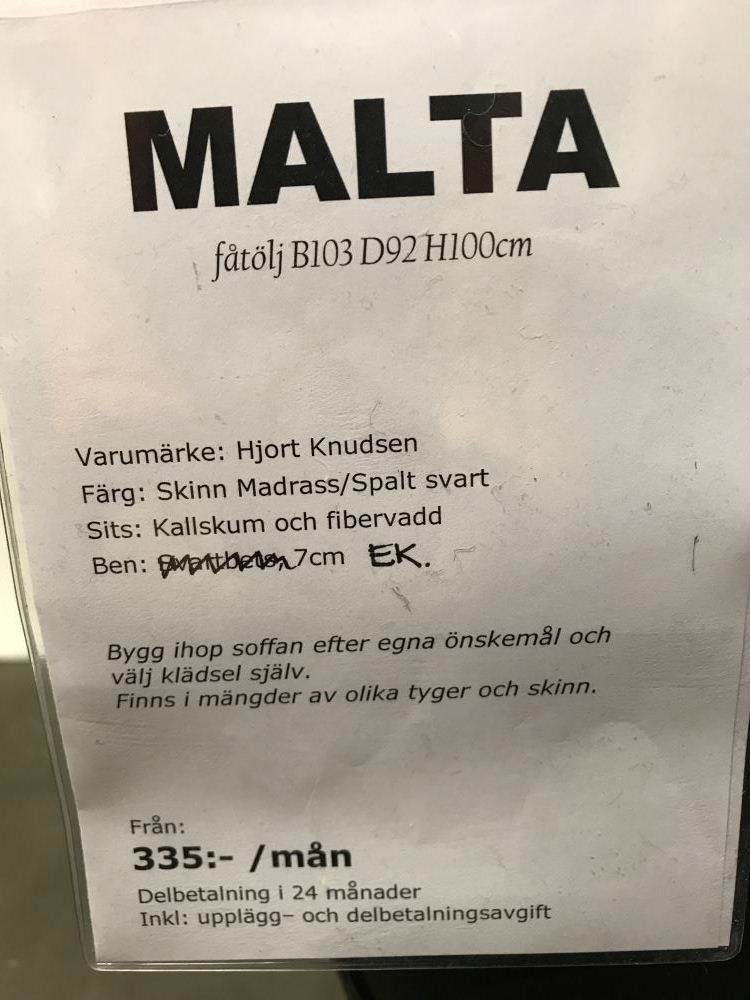 MALTA
fåtölj B103 D92 H100cm
Varumärke: Hjort Knudsen
Färg: Skinn Madrass/Spalt svart
Sits: Kallskum och fibervadd
Ben: Svartbets, 7cm EK.
Bygg ihop soffan efter egna önskemål och
välj klädsel själv.
Finns i mängder av olika tyger och skinn.
Från:
335:- /mån
Delbetalning i 24 månader
Inkl: upplägg- och delbetalningsavgift